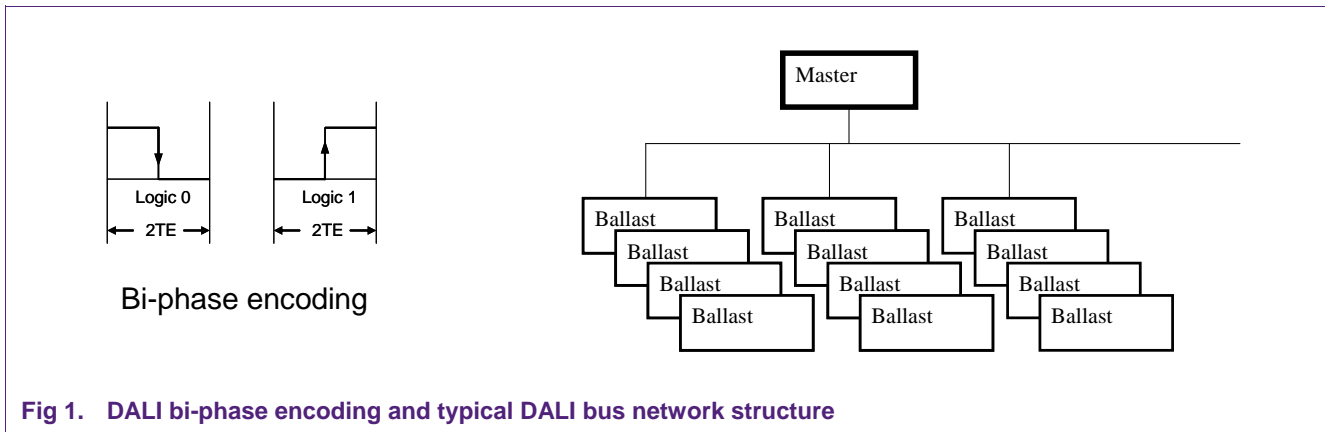 Master
Logic 0
Logic 1
2TE
2TE
Bi-phase encoding
Ballast
Ballast
Ballast
Ballast
Ballast
Ballast
Ballast
Ballast
Ballast
Ballast
Ballast
Ballast
Fig 1. DALI bi-phase encoding and typical DALI bus network structure